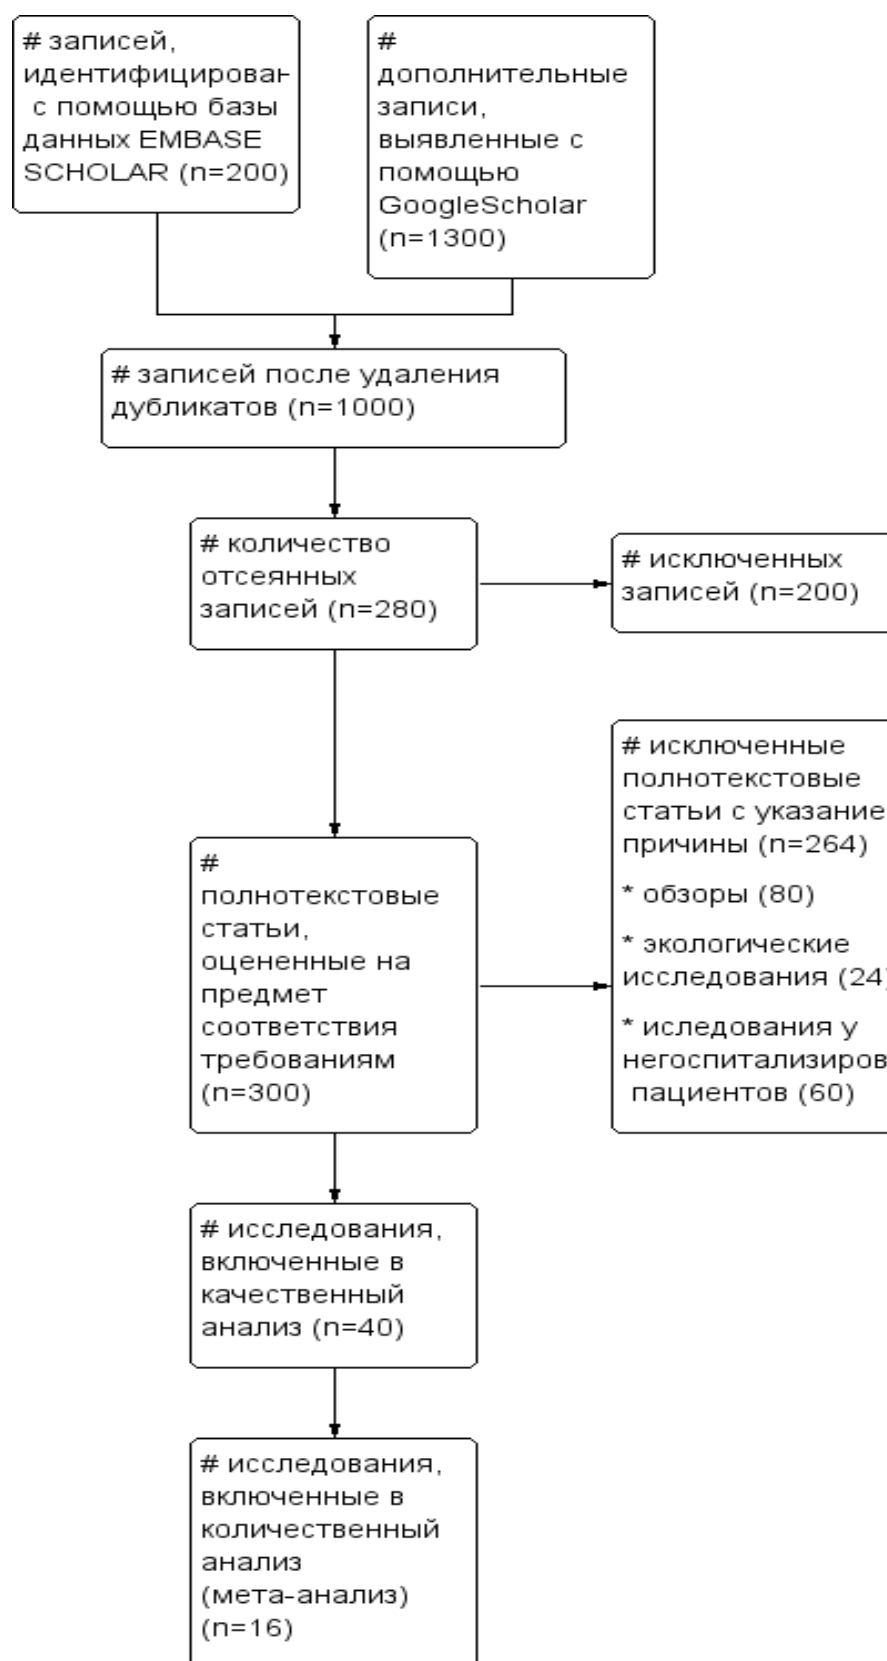 # записей,
идентифицирован
с помощью базы
данных EMBASE
SCHOLAR (n=200)
#
дополнительные
записи,
выявленные с
помощью
GoogleScholar
(n=1300)
# записей после удаления
дубликатов (n=1000)
# количество
отсеянных
записей (n=280)
# исключенных
записей (n=200)
# исключенные
полнотекстовые
статьи с указание
причины (n=264)
* обзоры (80)
* экологические
исследования (24)
* иследования у
негоспитализиров
пациентов (60)
#
полнотекстовые
статьи,
оцененные на
предмет
соответствия
требованиям
(n=300)
# исследования,
включенные в
качественный
анализ (n=40)
# исследования,
включенные в
количественный
анализ
(мета-анализ)
(n=16)